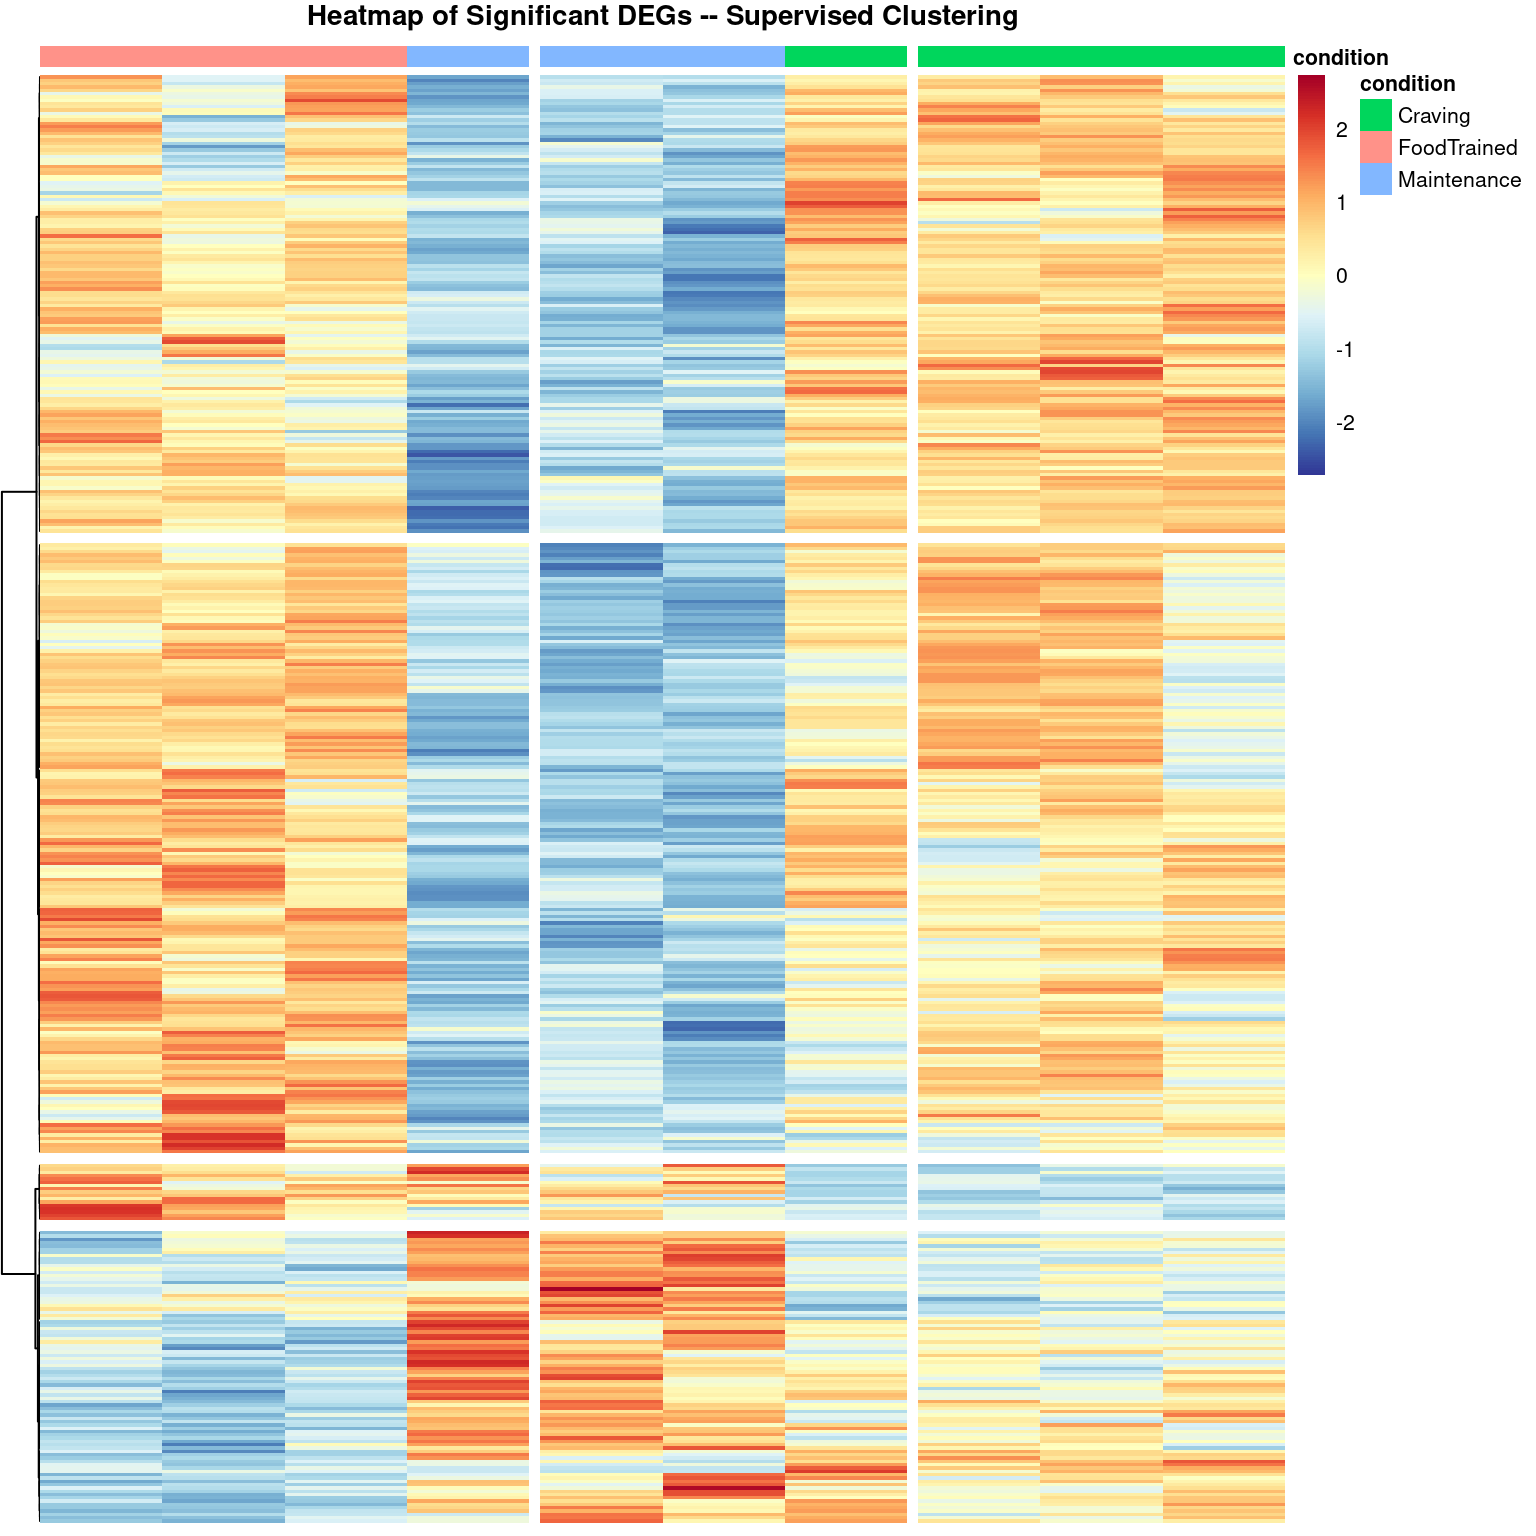 Heatmap of Significant DEGs -- Supervised Clustering
condition
condition
Craving
FoodTrained
Maintenance
2
1
0
-1
-2